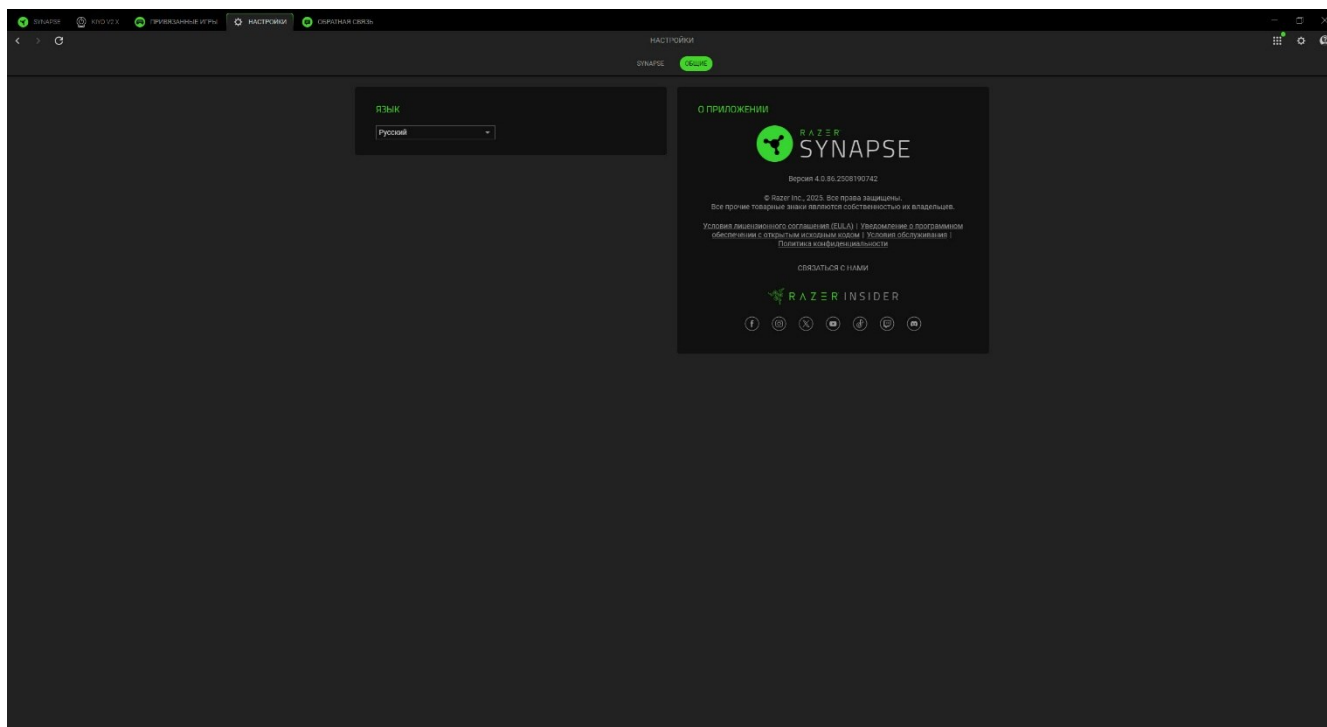 SYNAPSE
KIYO V2 X
ПРИВЯЗАННЫЕ ИГРЫ
НАСТРОЙКИ
ОБРАТНАЯ СВЯЗЬ
НАСТРОЙКИ
SYNAPSE
ОБЩИЕ
ЯЗЫК
Русский
О ПРИЛОЖЕНИИ
RAZER
SYNAPSE
Версия 4.0.86.2508190742
© Razer Inc., 2025. Все права защищены.
Все прочие товарные знаки являются собственностью их владельцев.
Условия лицензионного соглашения (EULA) | Уведомление о программном
обеспечении с открытым исходным кодом | Условия обслуживания |
Политика конфиденциальности
СВЯЗАТЬСЯ С НАМИ
RAZER INSIDER